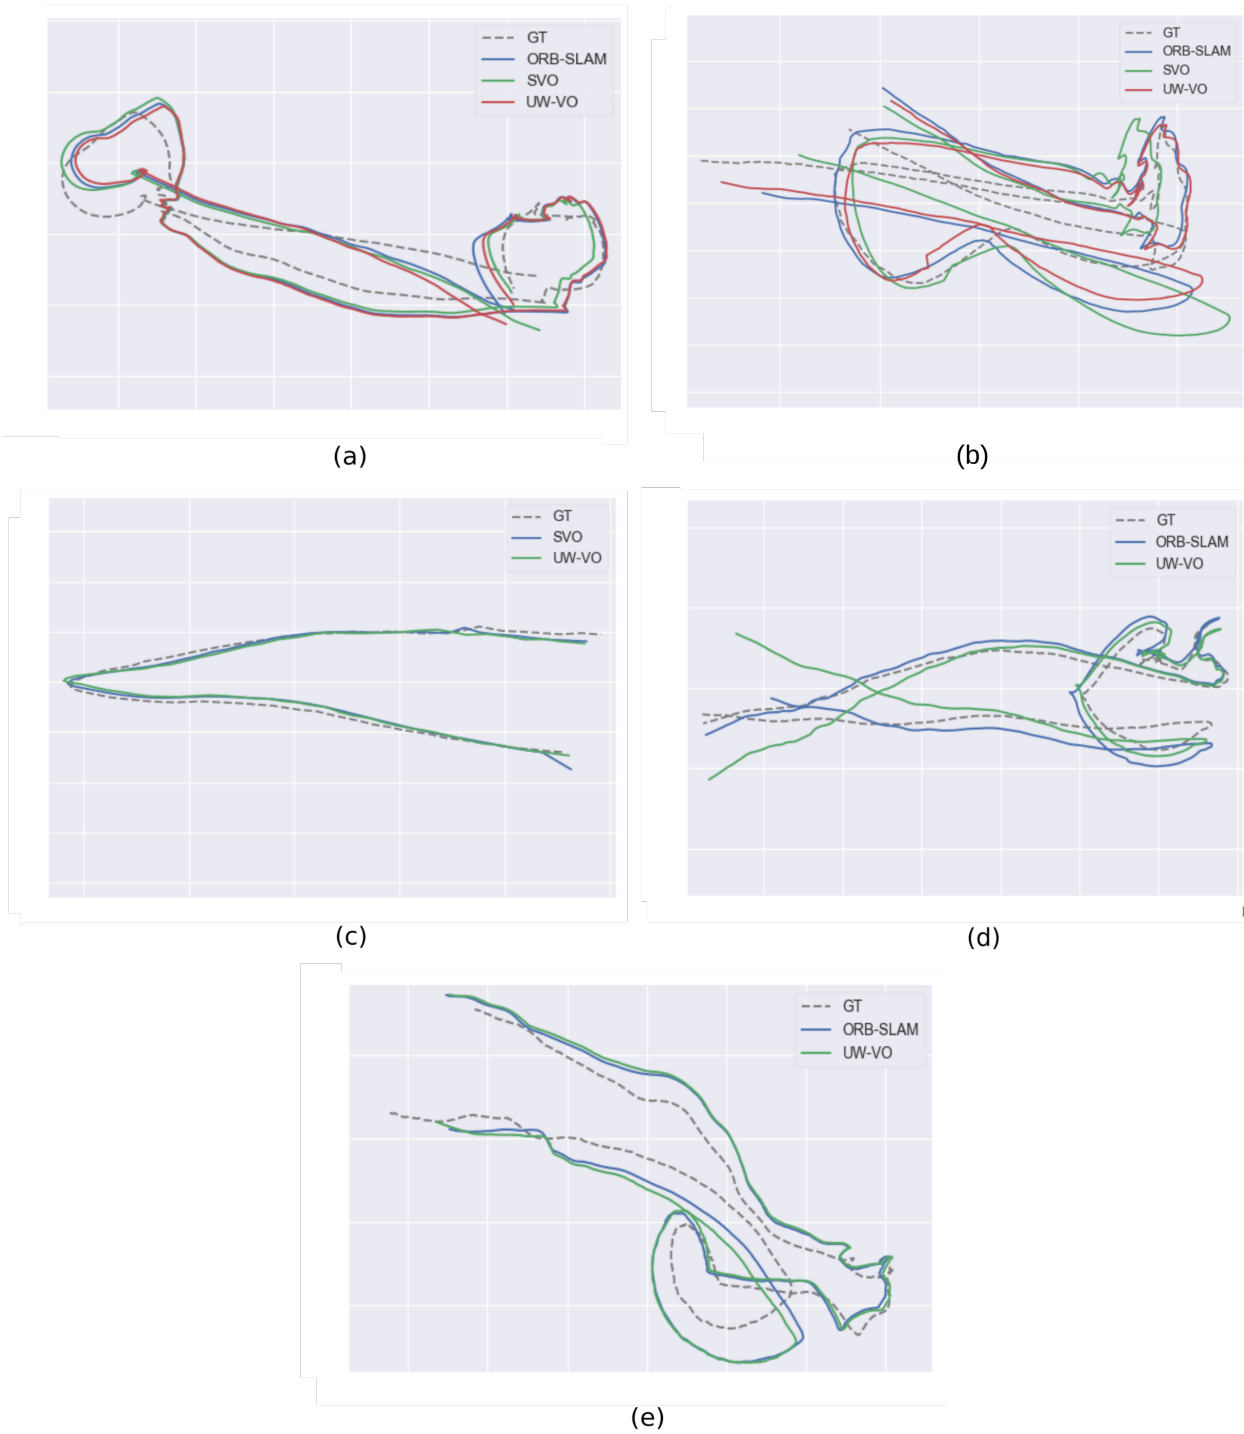 GT
ORB-SLAM
SVO
UW-VO
(a)
GT
ORB-SLAM
SVO
UW-VO
(b)
GT
SVO
UW-VO
(c)
GT
ORB-SLAM
UW-VO
(d)
GT
ORB-SLAM
UW-VO
(e)